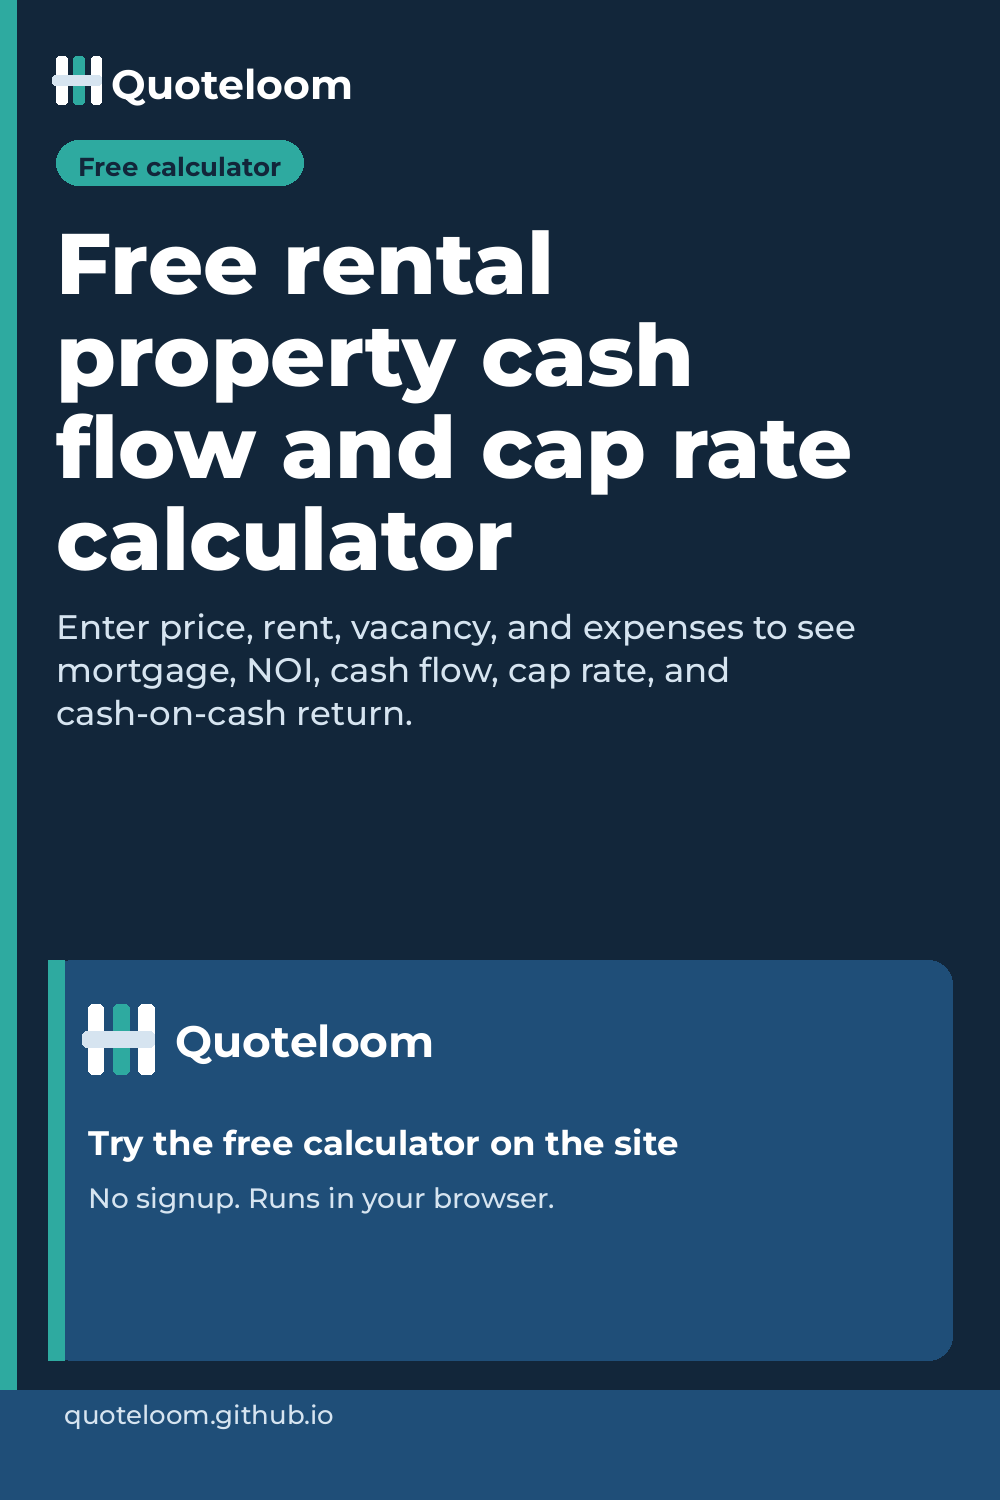 Quoteloom
Free calculator
Free rental
property cash
flow and cap rate
calculator
Enter price, rent, vacancy, and expenses to see
mortgage, NOI, cash flow, cap rate, and
cash-on-cash return.
Quoteloom
Try the free calculator on the site
No signup. Runs in your browser.
quoteloom.github.io